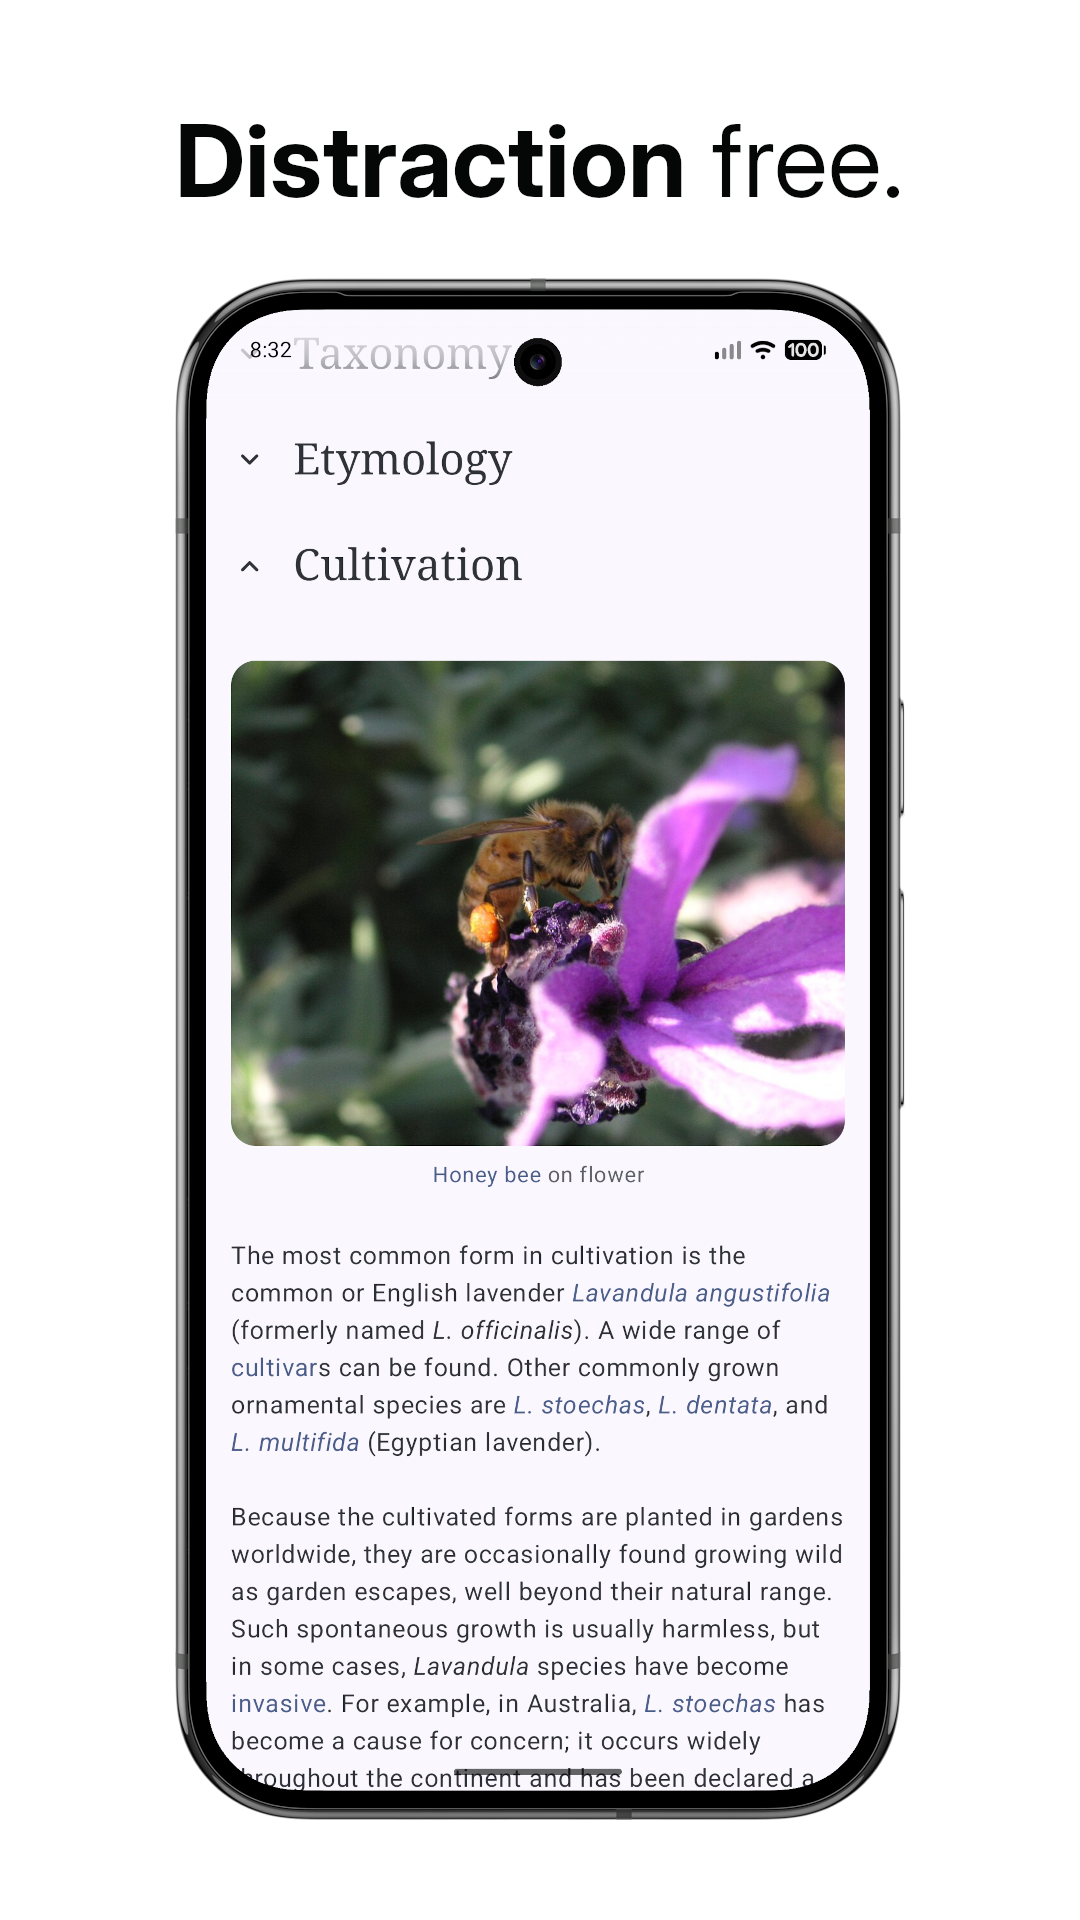 Distraction free.
8:32 Taxonomy 100
Etymology
Cultivation
Honey bee on flower
The most common form in cultivation is the
common or English lavender Lavandula angustifolia
(formerly named L. officinalis). A wide range of
cultivars can be found. Other commonly grown
ornamental species are L. stoechas, L. dentata, and
L. multifida (Egyptian lavender).
Because the cultivated forms are planted in gardens
worldwide, they are occasionally found growing wild
as garden escapes, well beyond their natural range.
Such spontaneous growth is usually harmless, but
in some cases, Lavandula species have become
invasive. For example, in Australia, L. stoechas has
become a cause for concern; it occurs widely
throughout the continent and has been declared a